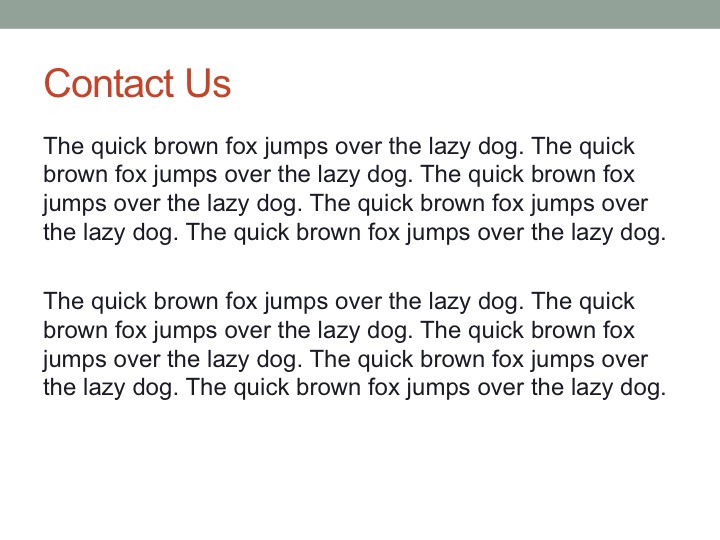 Contact Us
The quick brown fox jumps over the lazy dog. The quick
brown fox jumps over the lazy dog. The quick brown fox
jumps over the lazy dog. The quick brown fox jumps over
the lazy dog. The quick brown fox jumps over the lazy dog.
The quick brown fox jumps over the lazy dog. The quick
brown fox jumps over the lazy dog. The quick brown fox
jumps over the lazy dog. The quick brown fox jumps over
the lazy dog. The quick brown fox jumps over the lazy dog.